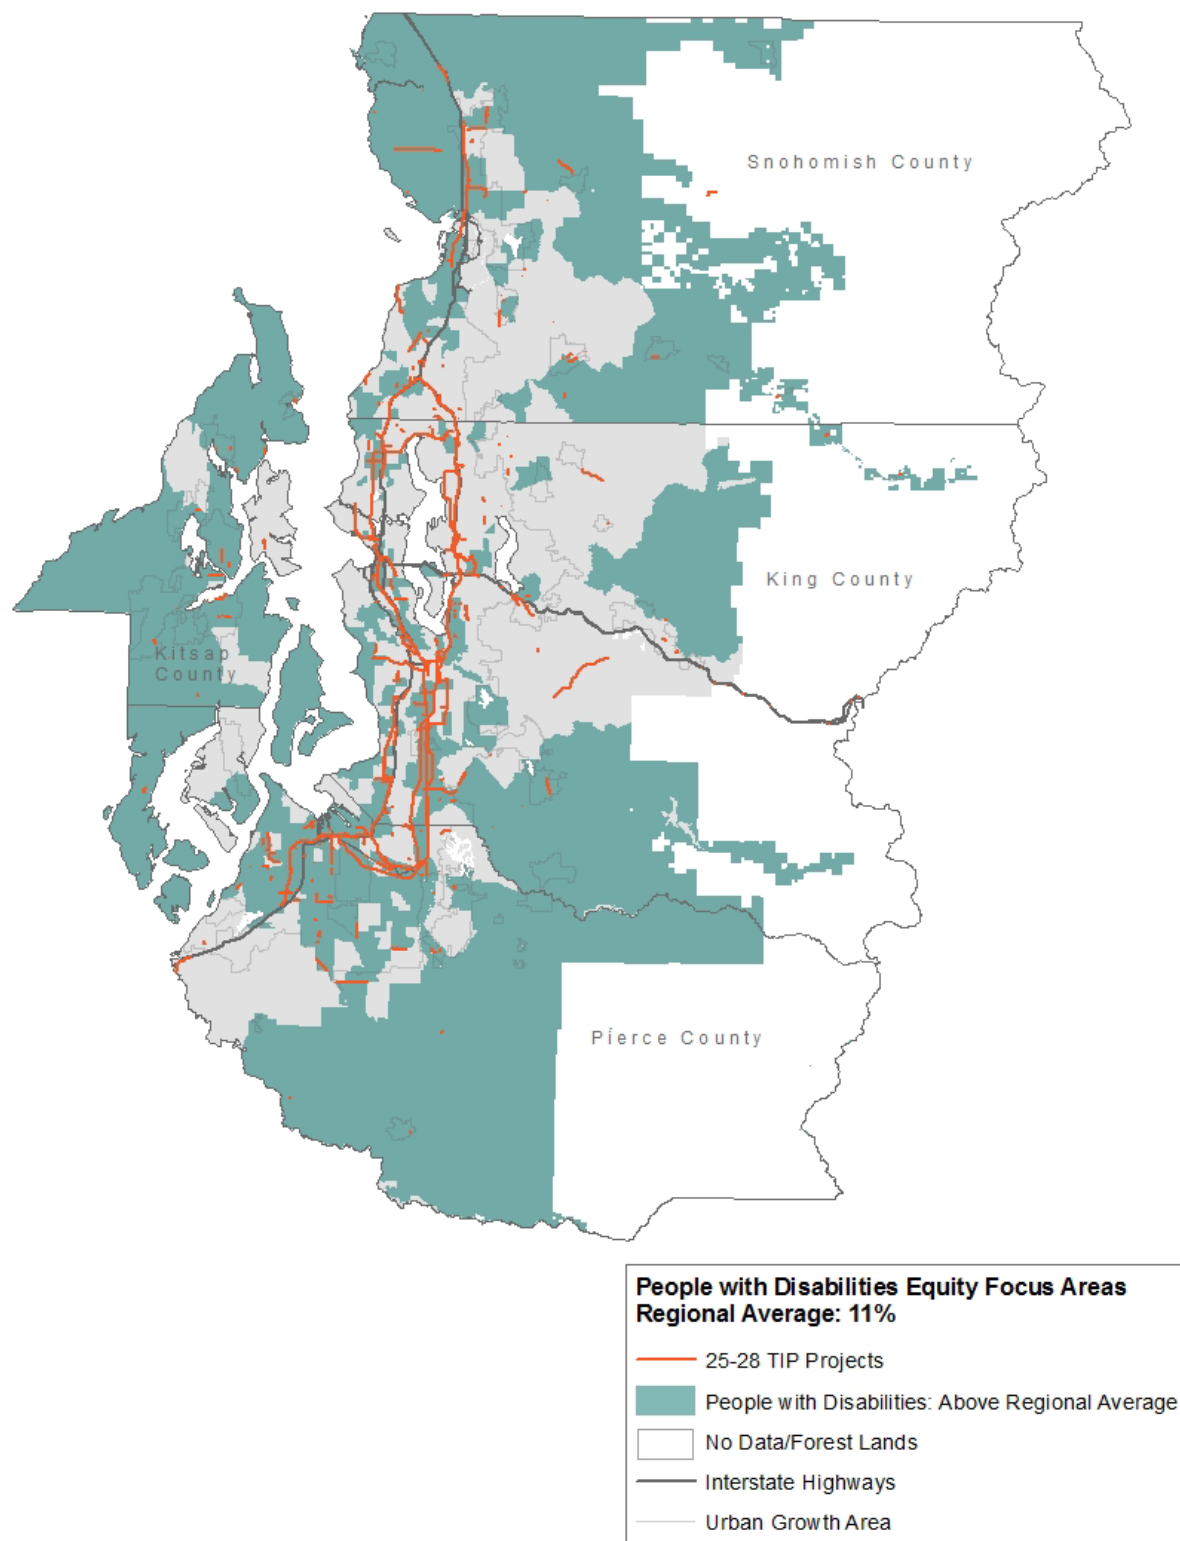 Snohomish County
King County
Kitsap
County
Pierce County
People with Disabilities Equity Focus Areas
Regional Average: 11%
25-28 TIP Projects
People with Disabilities: Above Regional Average
No Data/Forest Lands
Interstate Highways
Urban Growth Area